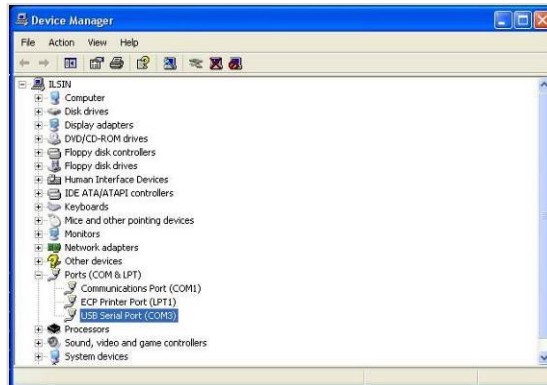 Device Manager
File Action View Help
ILSIN
Computer
Disk drives
Display adapters
DVD/CD-ROM drives
Floppy disk controllers
Floppy disk drives
Human Interface Devices
IDE ATA/ATAPI controllers
Keyboards
Mice and other pointing devices
Monitors
Network adapters
Other devices
Ports (COM & LPT)
Communications Port (COM1)
ECP Printer Port (LPT1)
USB Serial Port (COM3)
Processors
Sound, video and game controllers
System devices